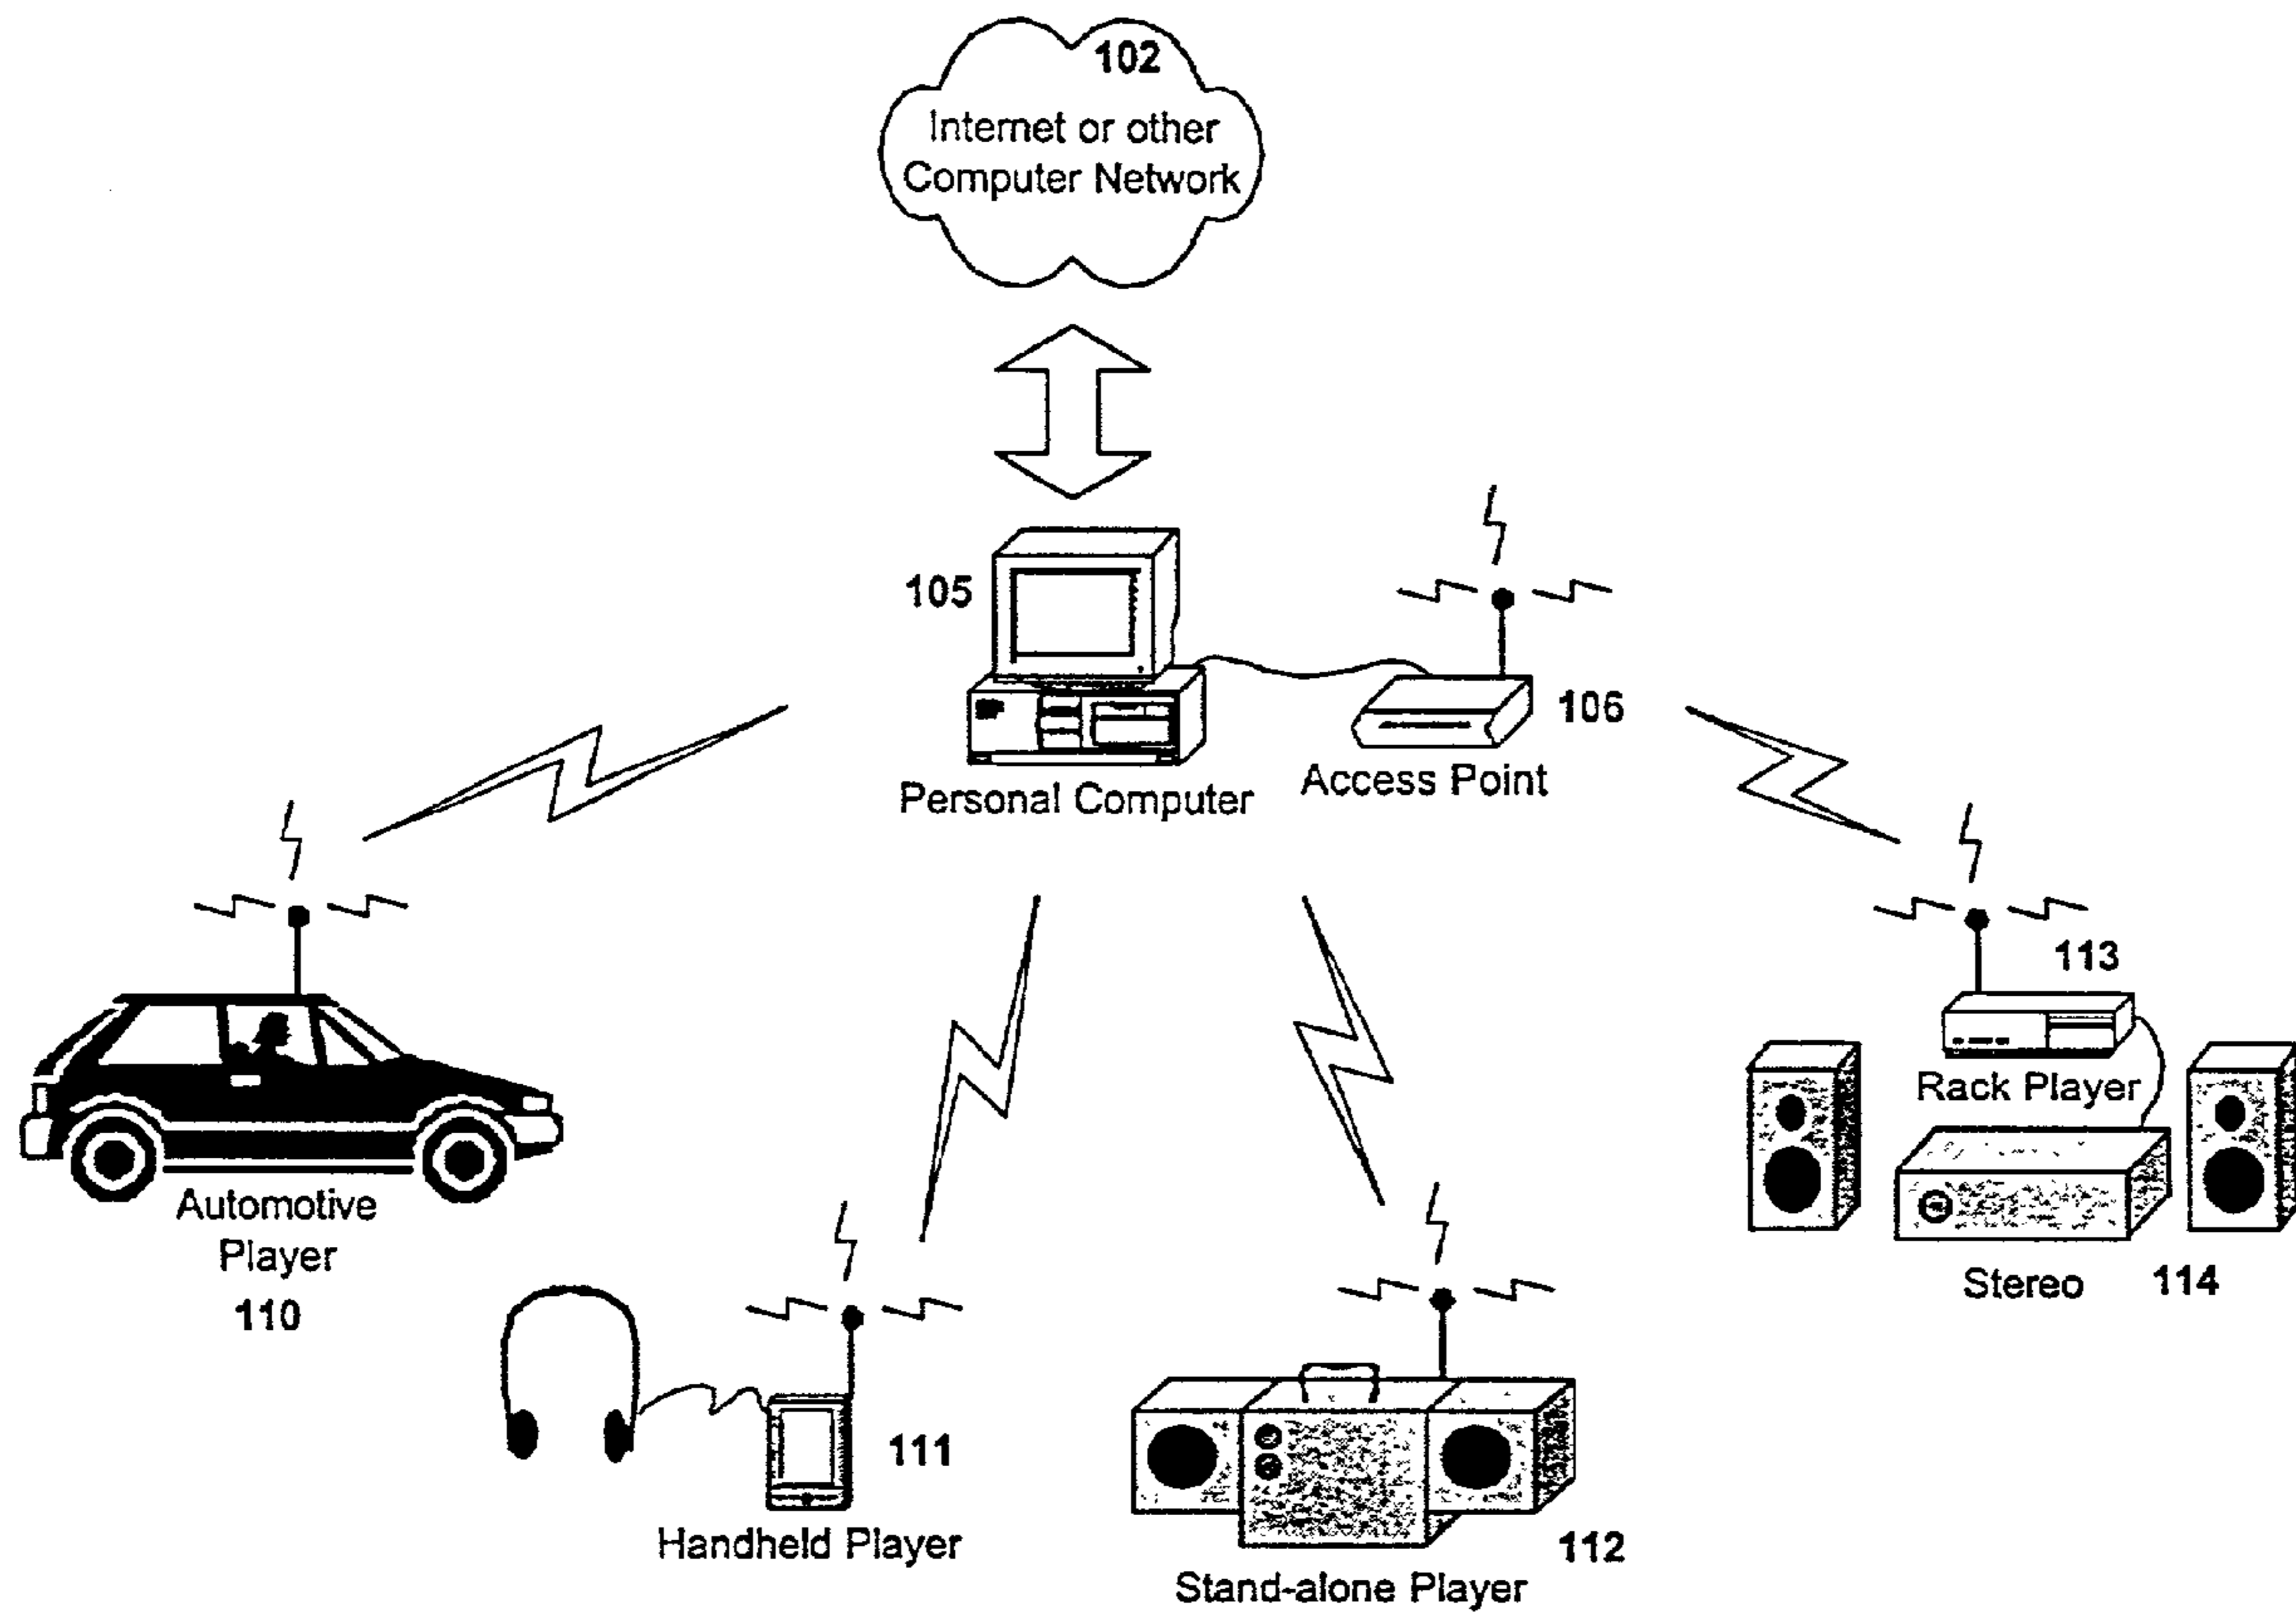 102
Internet or other
Computer Network
105
106
Personal Computer
Access Point
113
Rack Player
Automotive
Player
110
Stereo 114
111
Handheld Player
112
Stand-alone Player